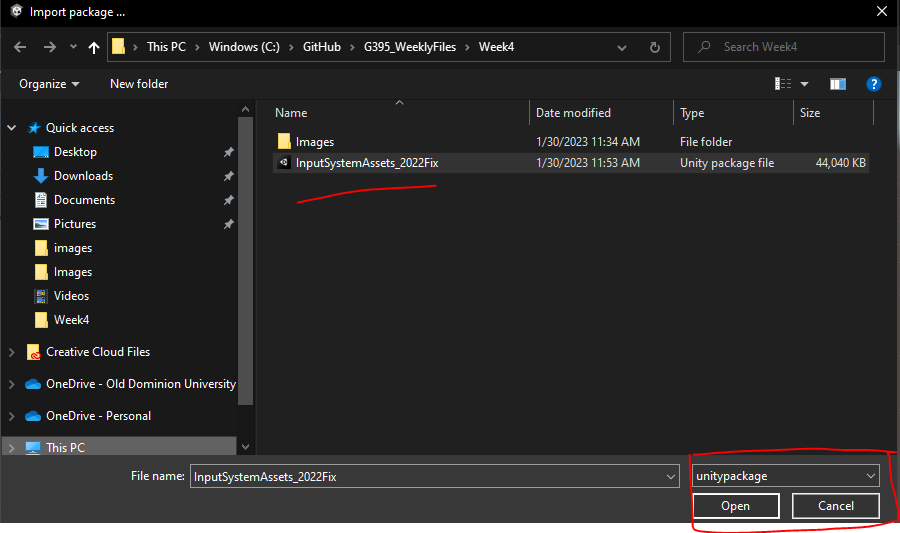 Import package ...
This PC > Windows (C:) > GitHub > G395_WeeklyFiles > Week4
Search Week4
Organize New folder
Name Date modified Type Size
Quick access
Desktop
Downloads
Documents
Pictures
images
Images
Videos
Week4
Creative Cloud Files
OneDrive - Old Dominion University
OneDrive - Personal
This PC
Images 1/30/2023 11:34 AM File folder
InputSystemAssets_2022Fix 1/30/2023 11:53 AM Unity package file 44,040 KB
File name: InputSystemAssets_2022Fix unitypackage
Open Cancel